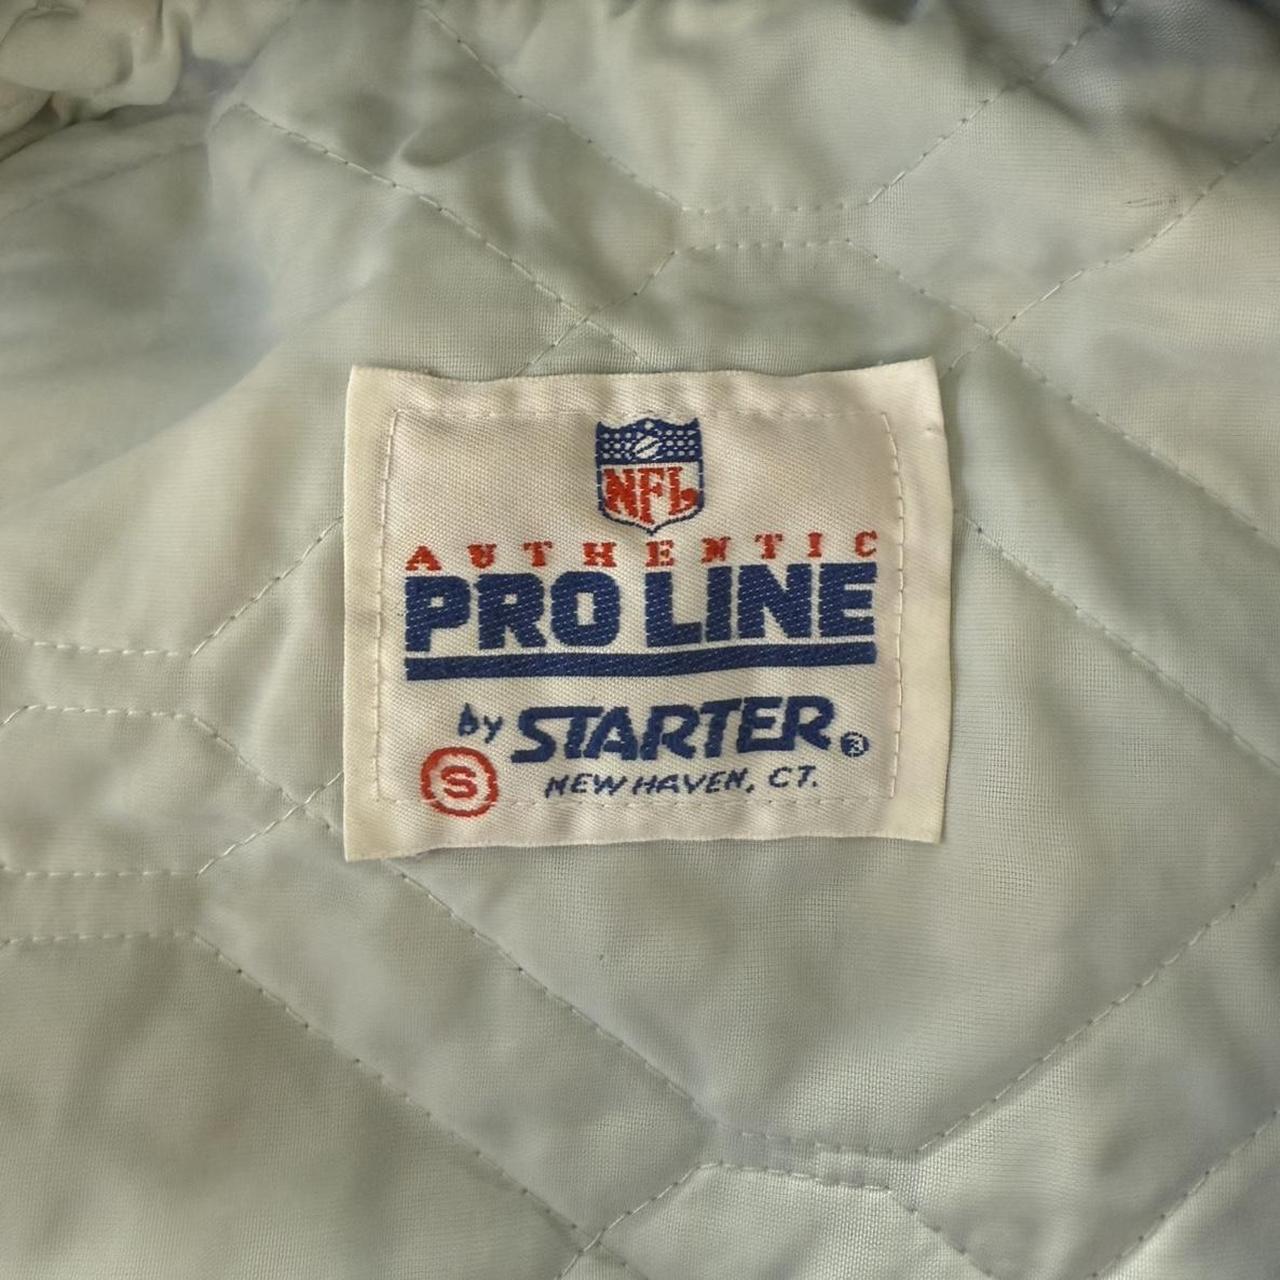 NFL
AUTHENTIC
PRO LINE
by STARTER ®
S
NEW HAVEN, CT.